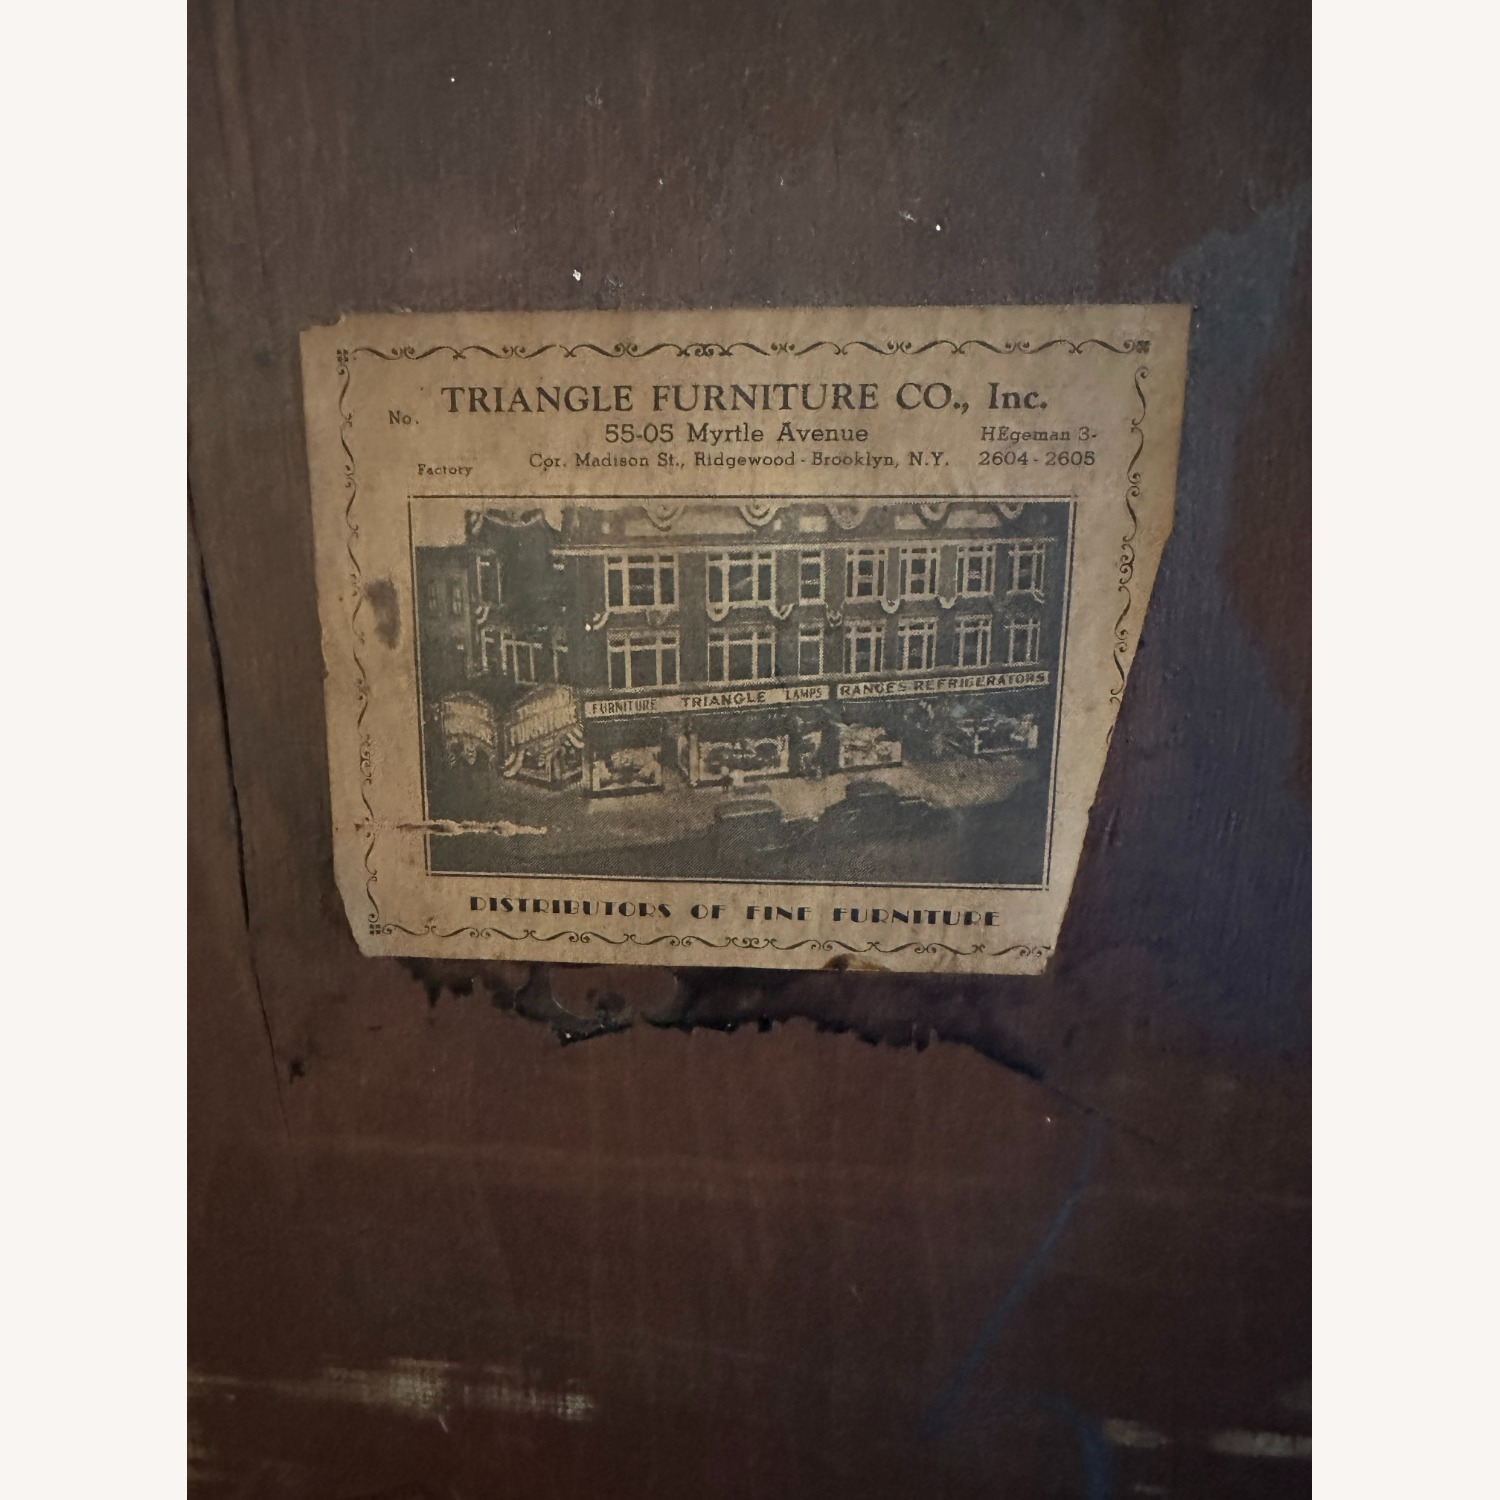 TRIANGLE FURNITURE CO., Inc.
No.
55-05 Myrtle Avenue
HEgeman 3-
Cor. Madison St., Ridgewood - Brooklyn, N.Y.
2604 - 2605
Factory
FURNITURE TRIANGLE LAMPS RANGES REFRIGERATORS
FURNITURE
DISTRIBUTORS OF FINE FURNITURE